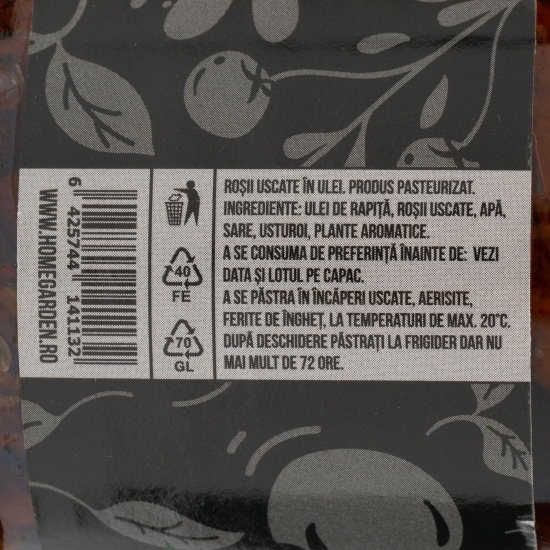 ROȘII USCATE ÎN ULEI. PRODUS PASTEURIZAT.
INGREDIENTE: ULEI DE RAPIȚĂ, ROȘII USCATE, APĂ,
SARE, USTUROI, PLANTE AROMATICE.
A SE CONSUMA DE PREFERINȚĂ ÎNAINTE DE: VEZI
DATA ȘI LOTUL PE CAPAC.
A SE PĂSTRA ÎN ÎNCĂPERI USCATE, AERISITE,
FERITE DE ÎNGHEȚ, LA TEMPERATURI DE MAX. 20°C.
DUPĂ DESCHIDERE PĂSTRAȚI LA FRIGIDER DAR NU
MAI MULT DE 72 ORE.
40
FE
70
GL
6 425744 141132
WWW.HOMEGARDEN.RO